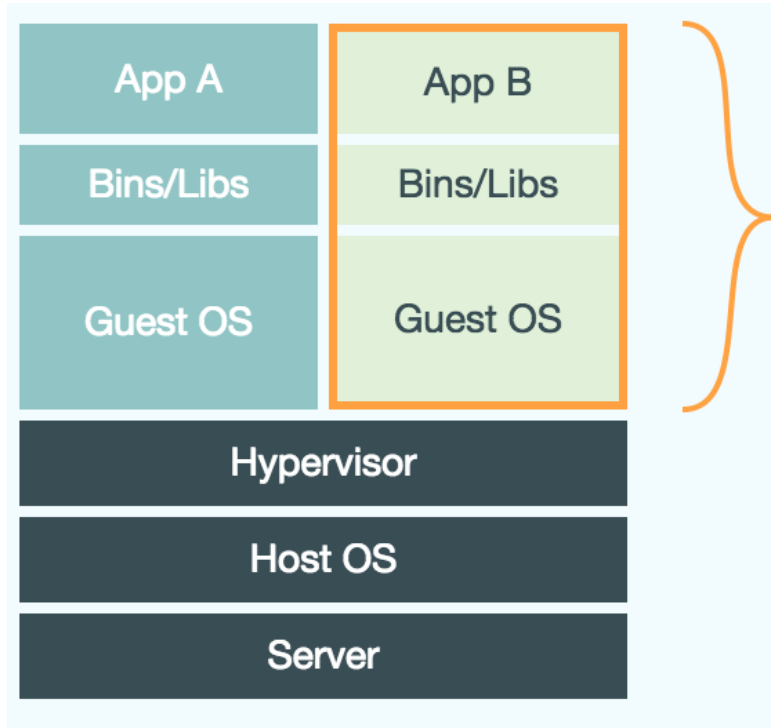 App A
App B
Bins/Libs
Bins/Libs
Guest OS
Guest OS
Hypervisor
Host OS
Server